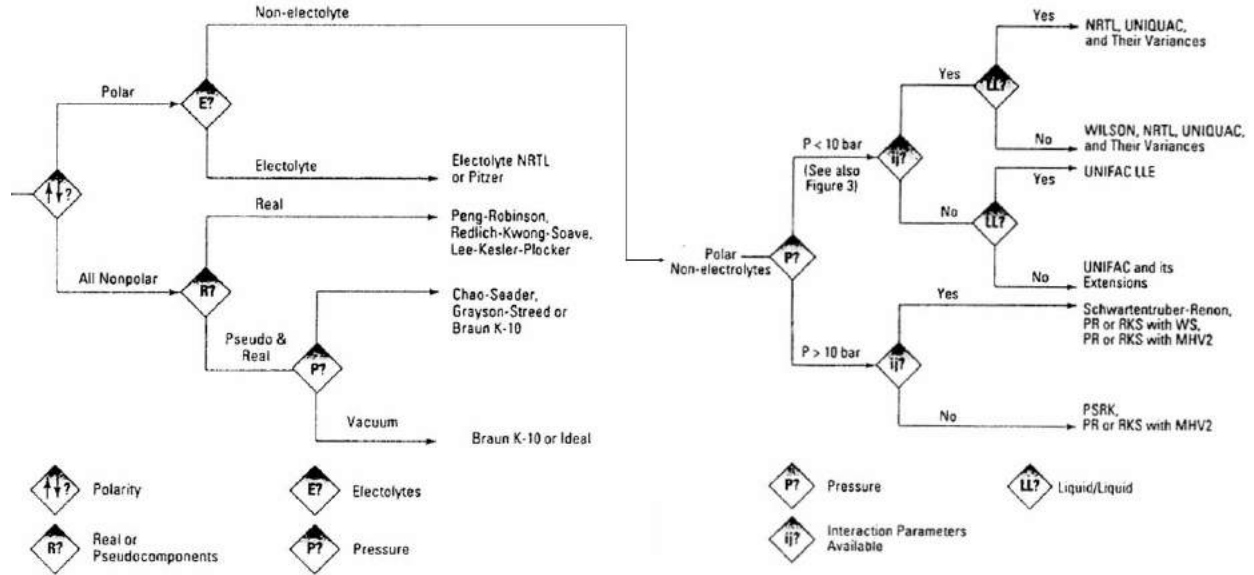 Non-electolyte
Polar
E?
Electolyte
Electolyte NRTL
or Pitzer
?
Real
Peng-Robinson,
Redlich-Kwong-Soave,
Lee-Kesler-Plocker
All Nonpolar
R?
Chao-Seader,
Grayson-Streed or
Braun K-10
Pseudo &
Real
P?
Vacuum
Braun K-10 or Ideal
Yes
NRTL, UNIQUAC,
and Their Variances
Yes
LL?
No
WILSON, NRTL, UNIQUAC,
and Their Variances
P < 10 bar
(See also
Figure 3)
ij?
Yes
UNIFAC LLE
No
LL?
No
UNIFAC and its
Extensions
Polar
Non-electrolytes
P?
Yes
Schwartentruber-Renon,
PR or RKS with WS,
PR or RKS with MHV2
P > 10 bar
ij?
No
PSRK,
PR or RKS with MHV2
?
Polarity
E?
Electolytes
R?
Real or
Pseudocomponents
P?
Pressure
P?
Pressure
LL?
Liquid/Liquid
ij?
Interaction Parameters
Available